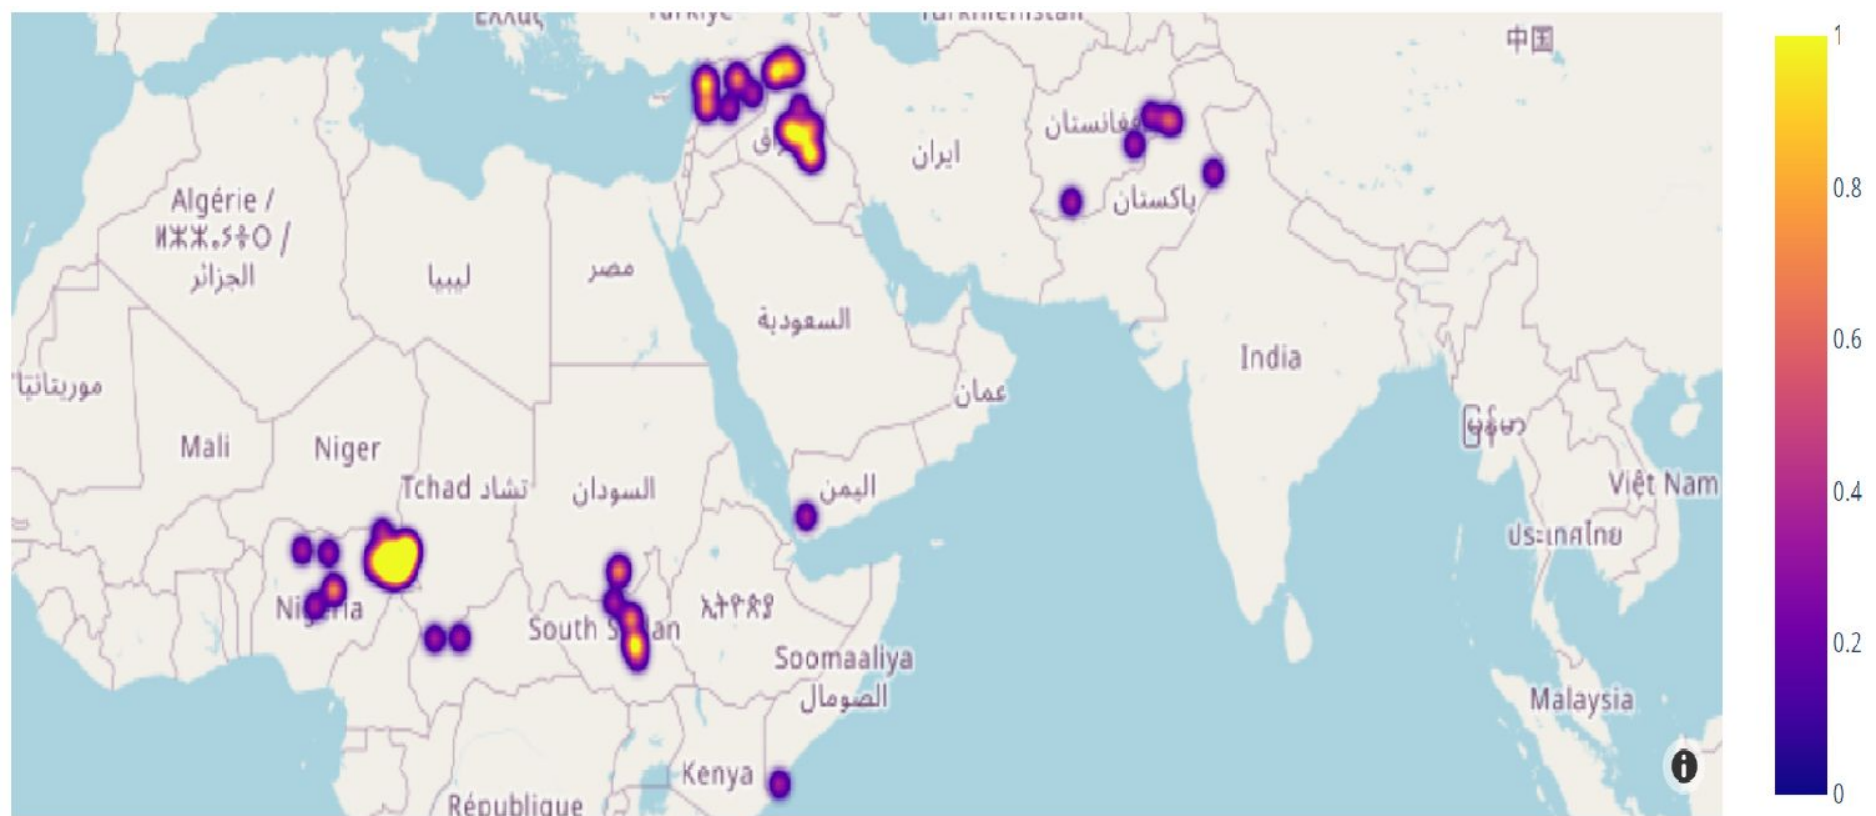 中国
افغانستان
ایران
Algérie /
ⵍⵣⵣⴰⵢⴻⵔ /
الجزائر
پاکستان
ليبيا
مصر
السعودية
India
موريتانيا
عمان
Mali
Niger
မြန်မာ
Tchad تشاد
السودان
اليمن
Việt Nam
ประเทศไทย
Nigeria
ኢትዮጵያ
South Sudan
Soomaaliya
الصومال
Malaysia
Kenya
République
1
0.8
0.6
0.4
0.2
0